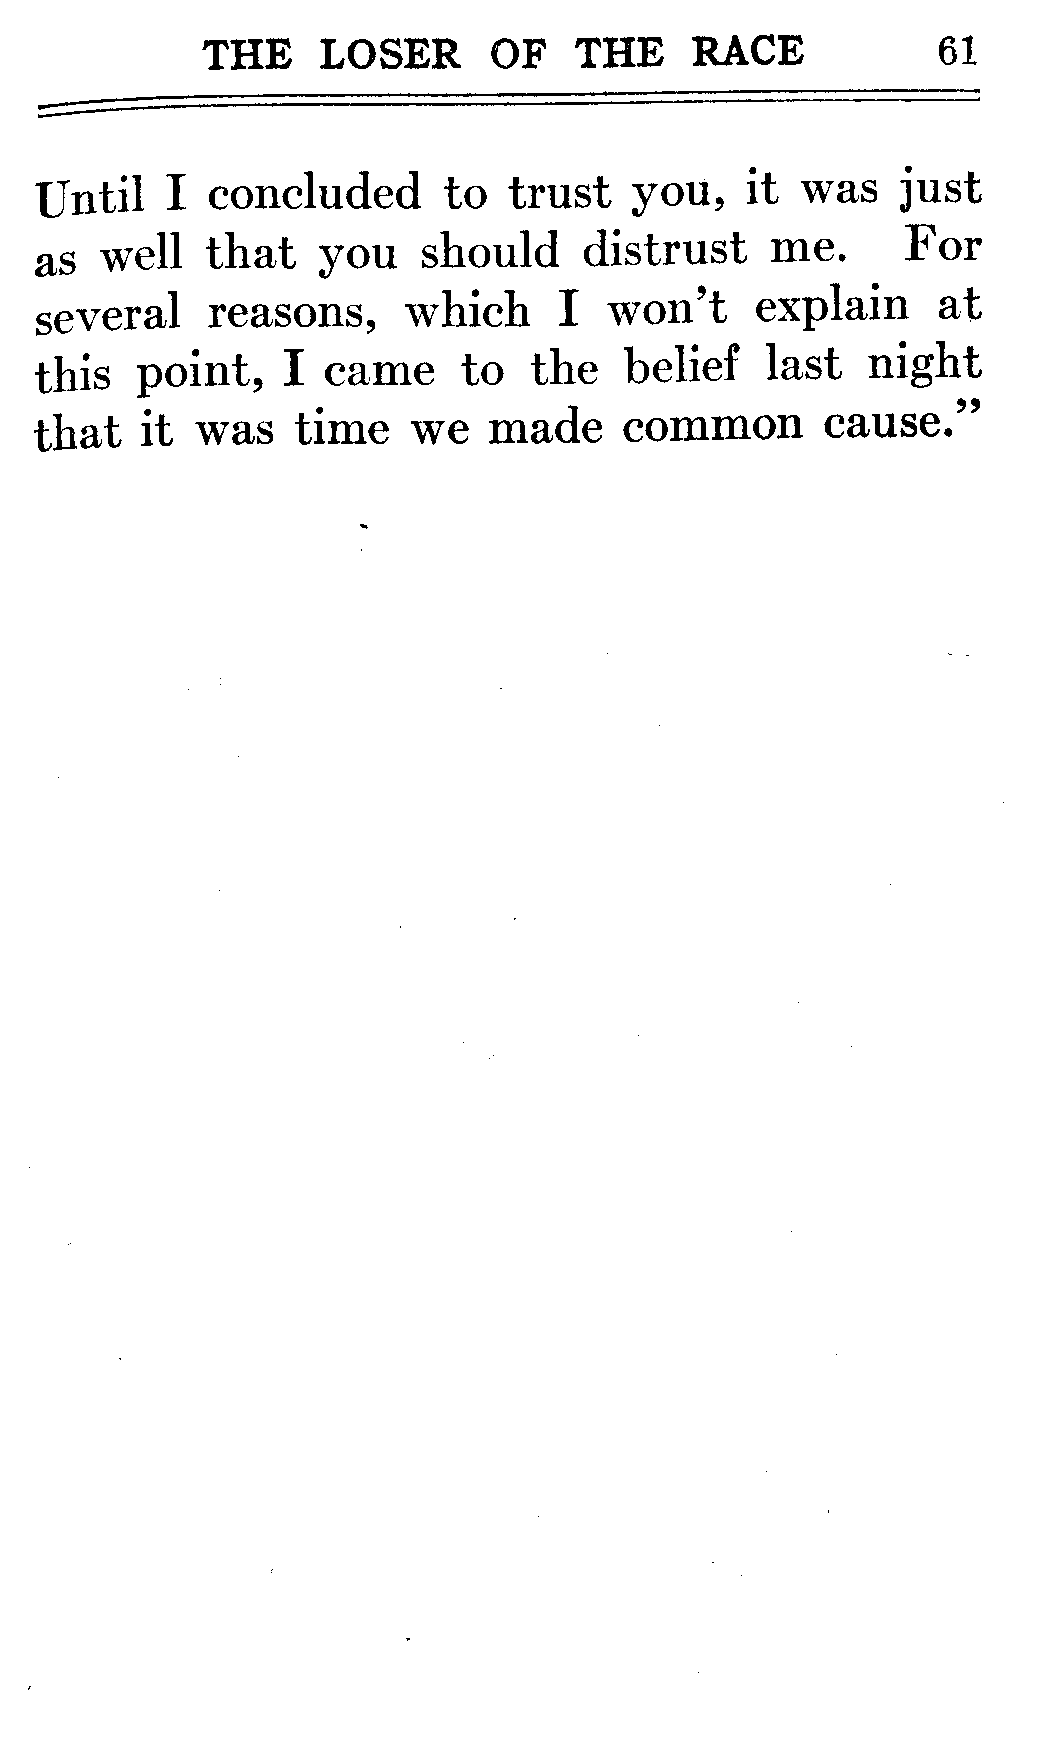 THE LOSER OF THE RACE 61
Until I concluded to trust you, it was just
as well that you should distrust me. For
several reasons, which I won't explain at
this point, I came to the belief last night
that it was time we made common cause.”